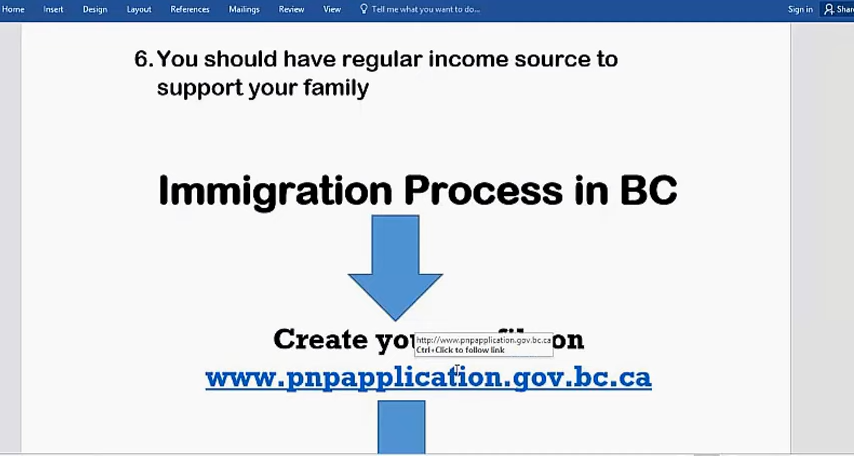 Home Insert Design Layout References Mailings Review View Tell me what you want to do... Sign in
6. You should have regular income source to
support your family
Immigration Process in BC
Create on
http://www.pnpapplication.gov.bc.ca
Ctrl+Click to follow link
www.pnpapplication.gov.bc.ca